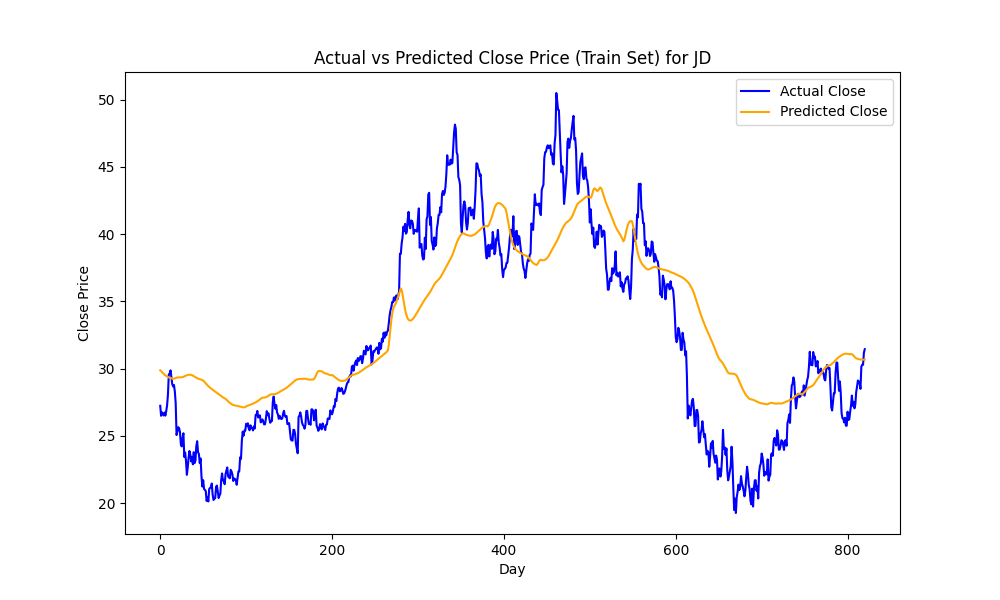 Actual vs Predicted Close Price (Train Set) for JD
Actual Close
Predicted Close
Close Price
50
45
40
35
30
25
20
0
200
400
600
800
Day